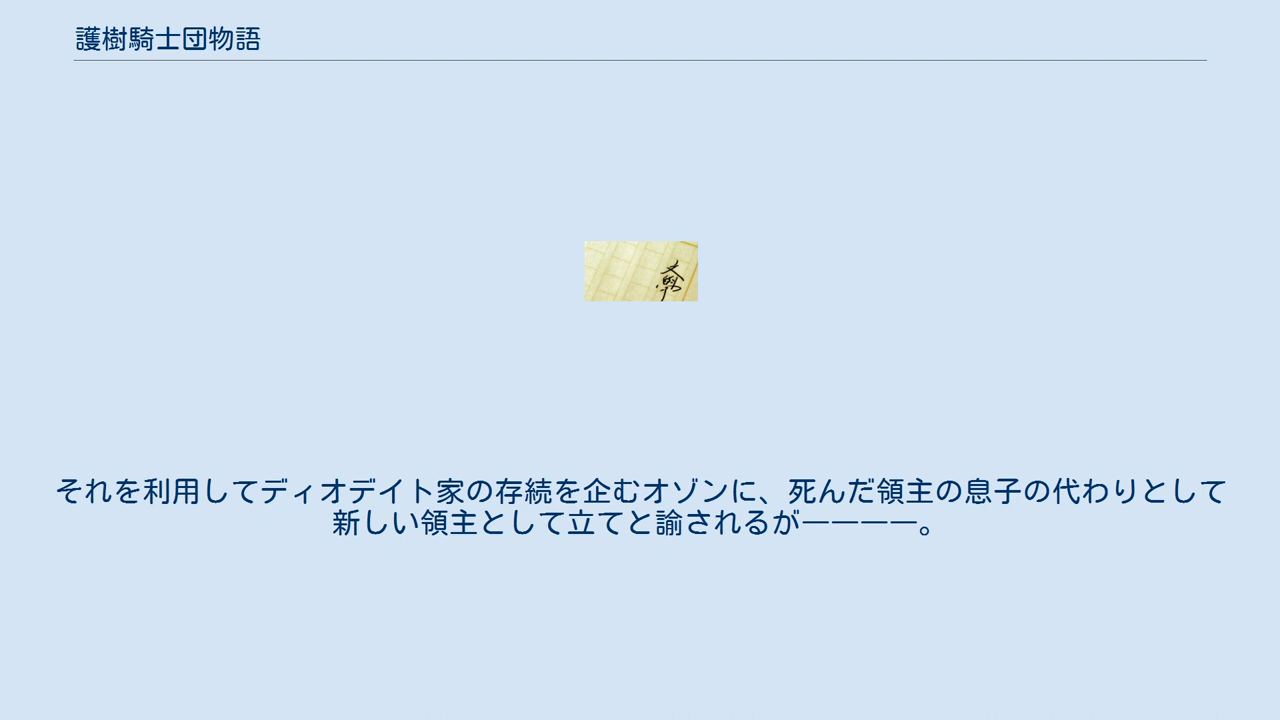 護樹騎士団物語
それを利用してディオデイト家の存続を企むオゾンに、死んだ領主の息子の代わりとして
新しい領主として立てと諭されるが――――。